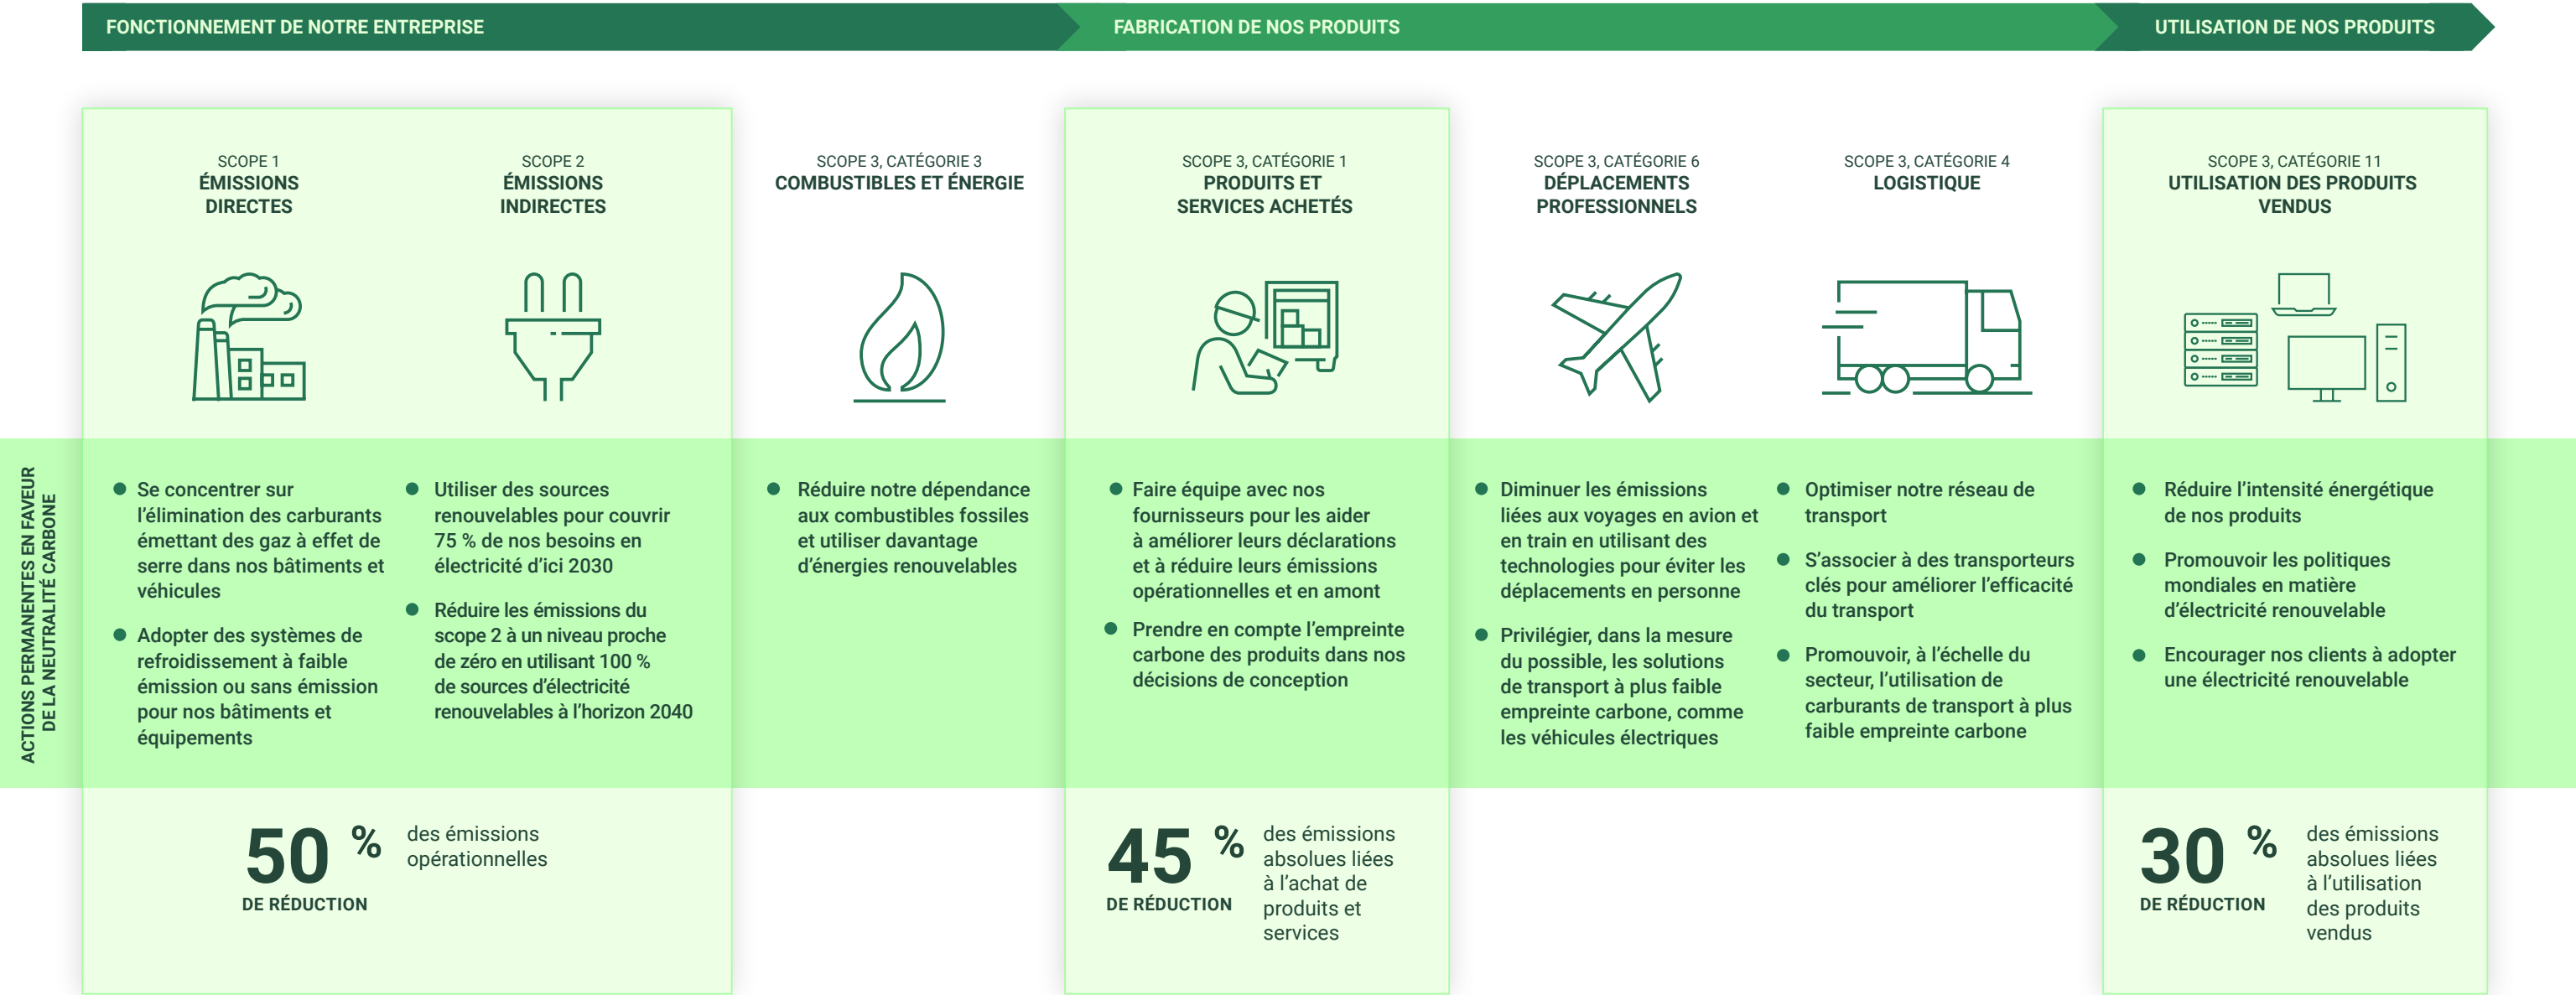 FONCTIONNEMENT DE NOTRE ENTREPRISE
FABRICATION DE NOS PRODUITS
UTILISATION DE NOS PRODUITS
SCOPE 1
ÉMISSIONS
DIRECTES
SCOPE 2
ÉMISSIONS
INDIRECTES
SCOPE 3, CATÉGORIE 3
COMBUSTIBLES ET ÉNERGIE
SCOPE 3, CATÉGORIE 1
PRODUITS ET
SERVICES ACHETÉS
SCOPE 3, CATÉGORIE 6
DÉPLACEMENTS
PROFESSIONNELS
SCOPE 3, CATÉGORIE 4
LOGISTIQUE
SCOPE 3, CATÉGORIE 11
UTILISATION DES PRODUITS
VENDUS
ACTIONS PERMANENTES EN FAVEUR
DE LA NEUTRALITÉ CARBONE
Se concentrer sur
l’élimination des carburants
émettant des gaz à effet de
serre dans nos bâtiments et
véhicules
Adopter des systèmes de
refroidissement à faible
émission ou sans émission
pour nos bâtiments et
équipements
Utiliser des sources
renouvelables pour couvrir
75 % de nos besoins en
électricité d’ici 2030
Réduire les émissions du
scope 2 à un niveau proche
de zéro en utilisant 100 %
de sources d’électricité
renouvelables à l’horizon 2040
Réduire notre dépendance
aux combustibles fossiles
et utiliser davantage
d’énergies renouvelables
Faire équipe avec nos
fournisseurs pour les aider
à améliorer leurs déclarations
et à réduire leurs émissions
opérationnelles et en amont
Prendre en compte l’empreinte
carbone des produits dans nos
décisions de conception
Diminuer les émissions
liées aux voyages en avion et
en train en utilisant des
technologies pour éviter les
déplacements en personne
Privilégier, dans la mesure
du possible, les solutions
de transport à plus faible
empreinte carbone, comme
les véhicules électriques
Optimiser notre réseau de
transport
S’associer à des transporteurs
clés pour améliorer l’efficacité
du transport
Promouvoir, à l’échelle du
secteur, l’utilisation de
carburants de transport à plus
faible empreinte carbone
Réduire l’intensité énergétique
de nos produits
Promouvoir les politiques
mondiales en matière
d’électricité renouvelable
Encourager nos clients à adopter
une électricité renouvelable
50 %
DE RÉDUCTION
des émissions
opérationnelles
45 %
DE RÉDUCTION
des émissions
absolues liées
à l’achat de
produits et
services
30 %
DE RÉDUCTION
des émissions
absolues liées
à l’utilisation
des produits
vendus